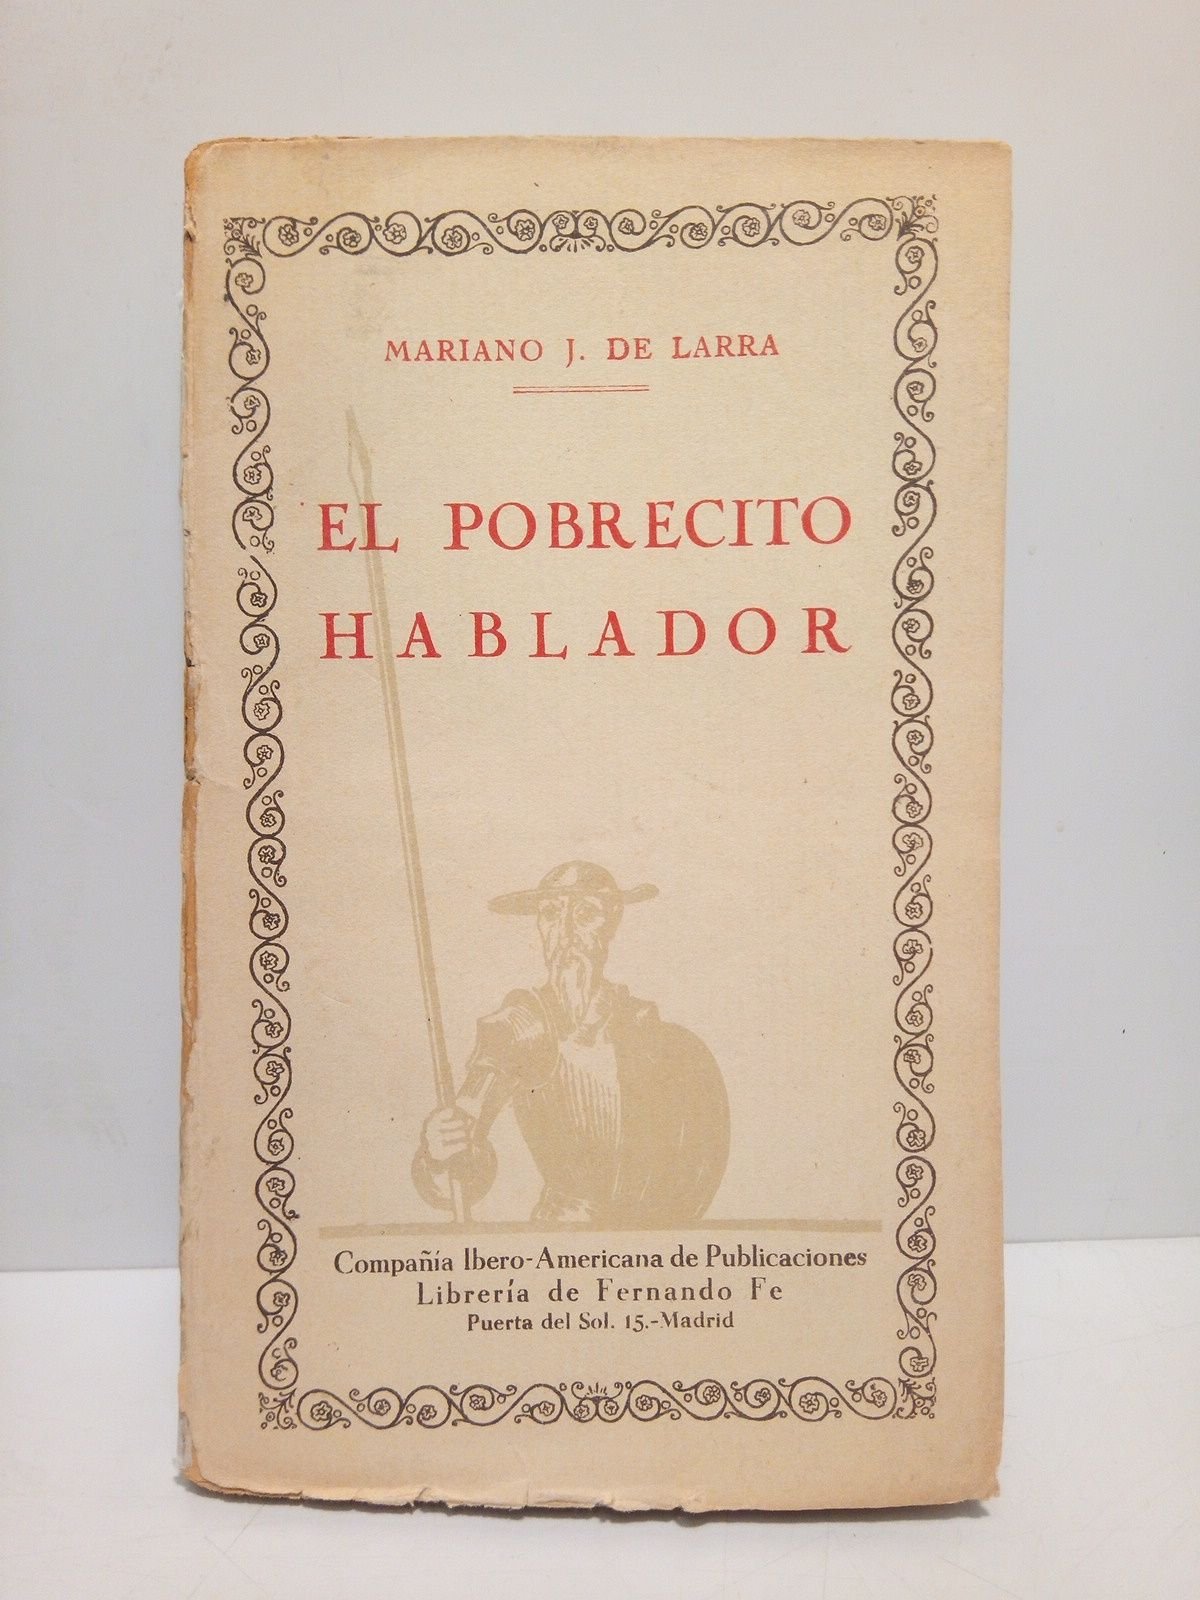 MARIANO J. DE LARRA
EL POBRECITO
HABLADOR
Compañía Ibero-Americana de Publicaciones
Librería de Fernando Fe
Puerta del Sol. 15.-Madrid